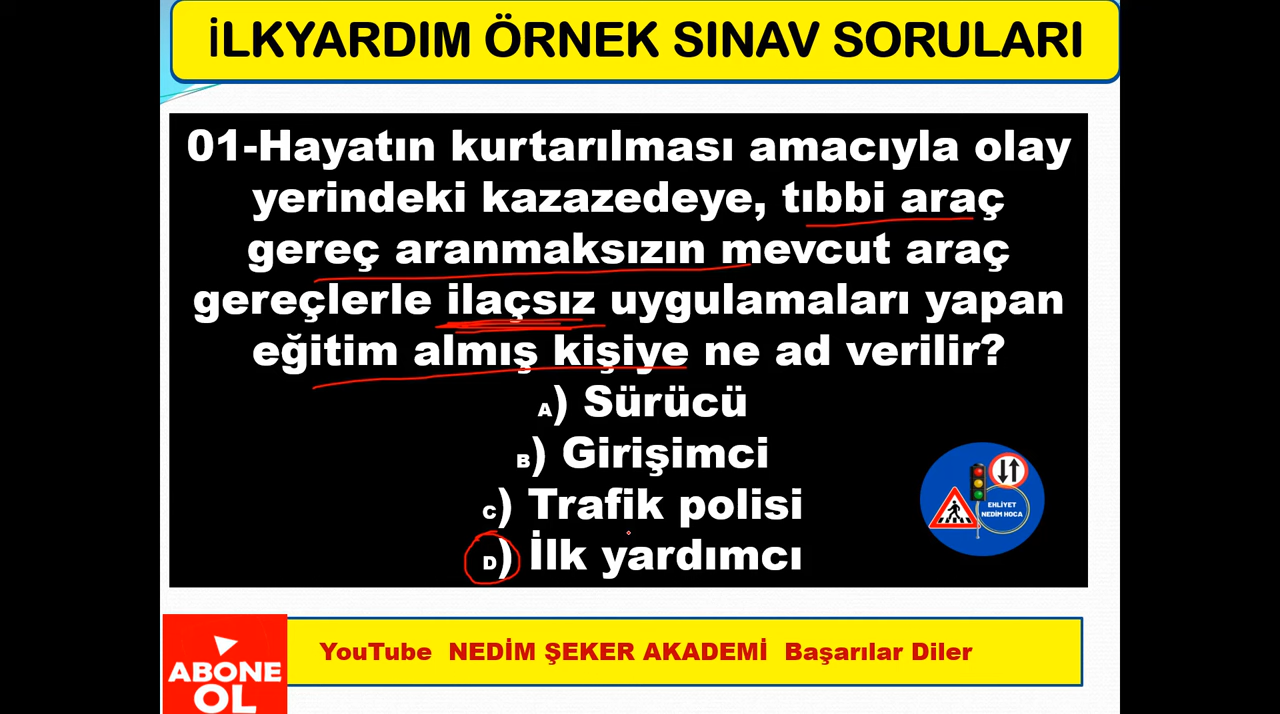 İLKYARDIM ÖRNEK SINAV SORULARI
01-Hayatın kurtarılması amacıyla olay
yerindeki kazazedeye, tıbbi araç
gereç aranmaksızın mevcut araç
gereçlerle ilaçsız uygulamaları yapan
eğitim almış kişiye ne ad verilir?
A) Sürücü
B) Girişimci
C) Trafik polisi
D) İlk yardımcı
EHLİYET
NEDİM HOCA
YouTube NEDİM ŞEKER AKADEMİ Başarılar Diler
ABONE
OL